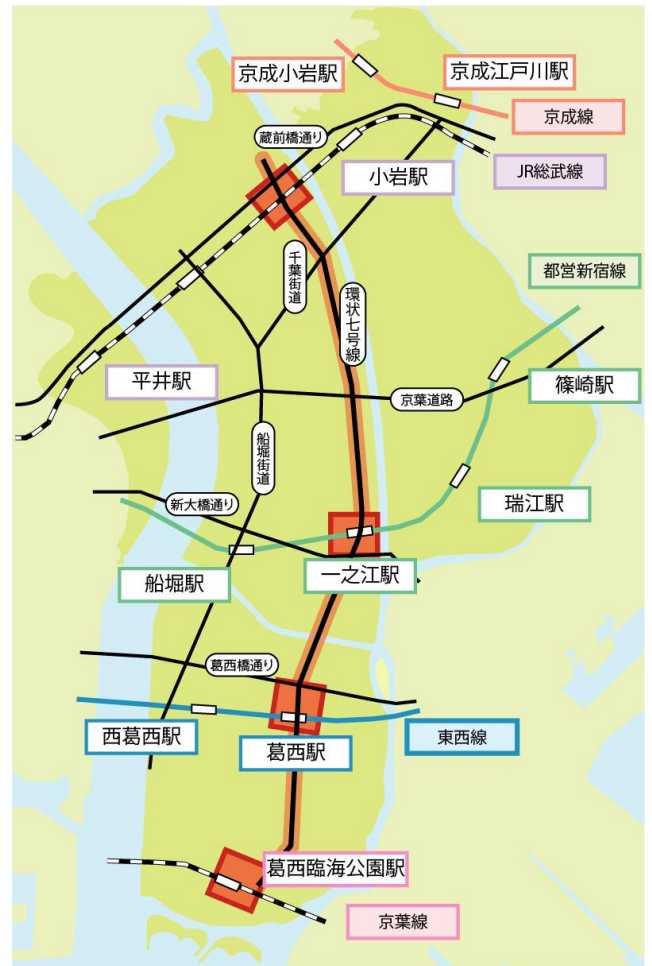 京成小岩駅
京成江戸川駅
京成線
蔵前橋通り
小岩駅
JR総武線
千葉街道
環状七号線
都営新宿線
平井駅
京葉道路
篠崎駅
船堀街道
新大橋通り
瑞江駅
船堀駅
一之江駅
葛西橋通り
西葛西駅
葛西駅
東西線
葛西臨海公園駅
京葉線